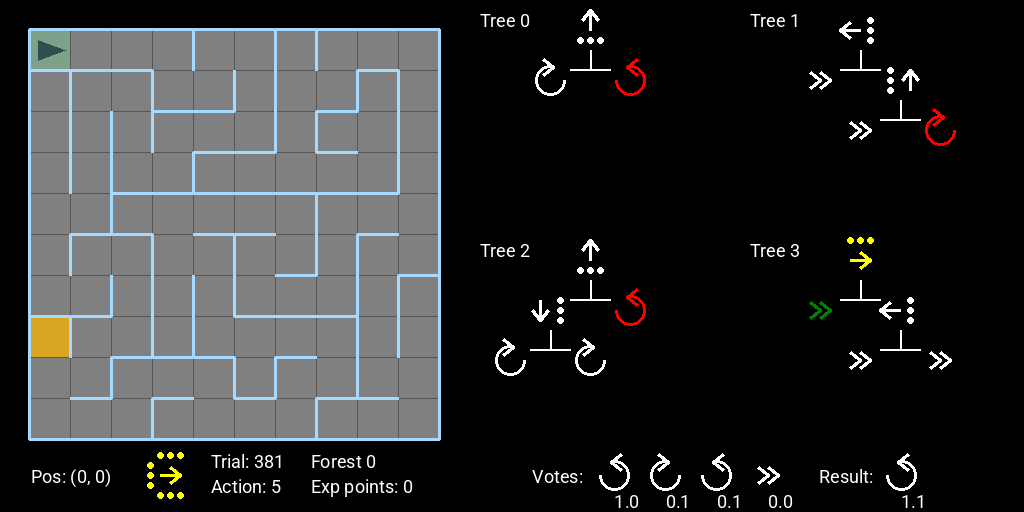 Tree 0
Tree 1
Tree 2
Tree 3
Pos: (0, 0)
Trial: 381
Forest 0
Action: 5
Exp points: 0
Votes:
1.0
0.1
0.1
0.0
Result:
1.1